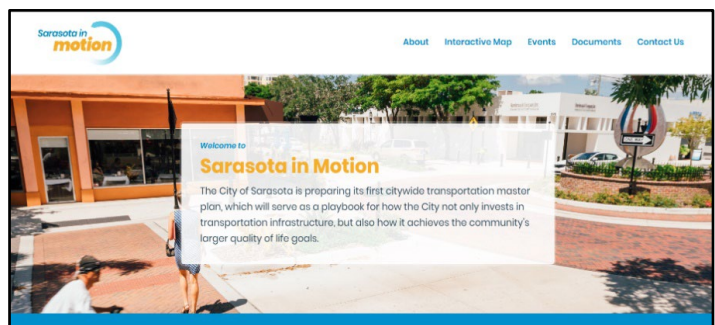 Sarasota in
motion
About Interactive Map Events Documents Contact Us
Welcome to
Sarasota in Motion
The City of Sarasota is preparing its first citywide transportation master
plan, which will serve as a playbook for how the City not only invests in
transportation infrastructure, but also how it achieves the community's
larger quality of life goals.
ONE WAY